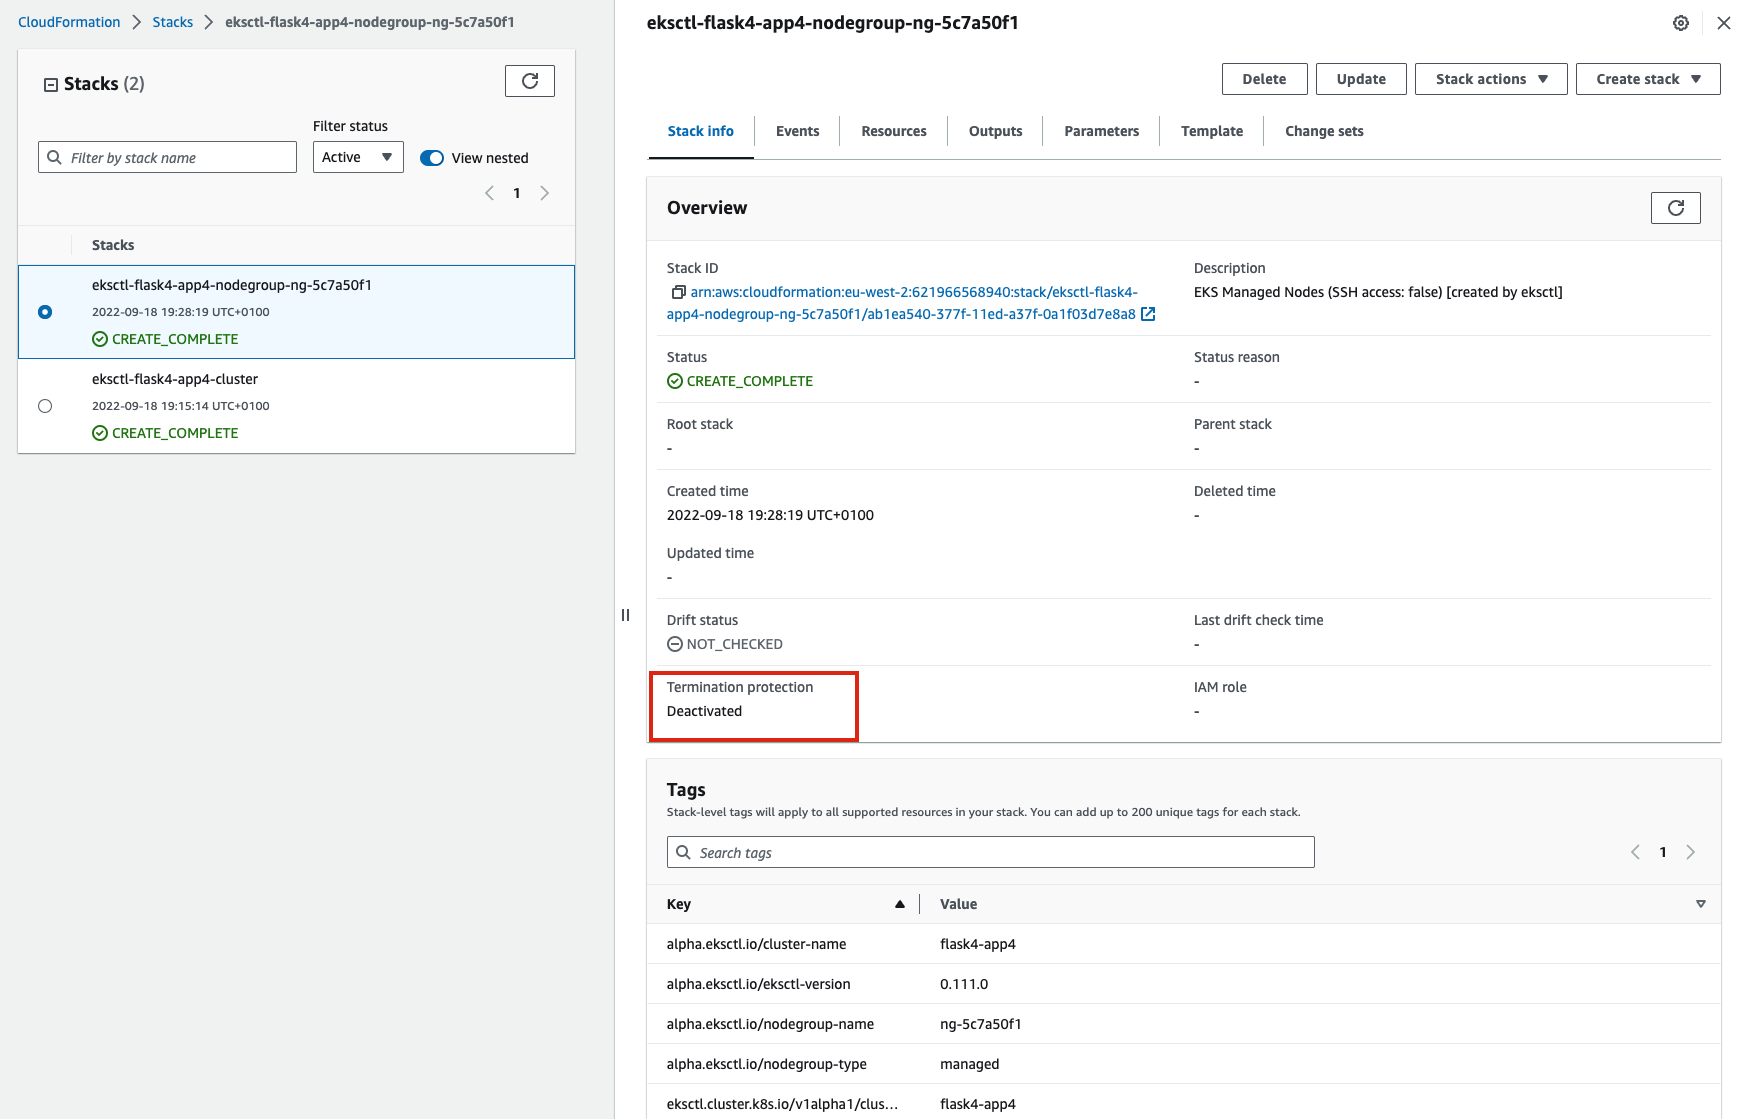 CloudFormation > Stacks > eksctl-flask4-app4-nodegroup-ng-5c7a50f1
Stacks (2)
Filter status
Filter by stack name
Active
View nested
1
Stacks
eksctl-flask4-app4-nodegroup-ng-5c7a50f1
2022-09-18 19:28:19 UTC+0100
CREATE_COMPLETE
eksctl-flask4-app4-cluster
2022-09-18 19:15:14 UTC+0100
CREATE_COMPLETE
eksctl-flask4-app4-nodegroup-ng-5c7a50f1
Delete
Update
Stack actions
Create stack
Stack info
Events
Resources
Outputs
Parameters
Template
Change sets
Overview
Stack ID
arn:aws:cloudformation:eu-west-2:621966568940:stack/eksctl-flask4-
app4-nodegroup-ng-5c7a50f1/ab1ea540-377f-11ed-a37f-0a1f03d7e8a8
Description
EKS Managed Nodes (SSH access: false) [created by eksctl]
Status
CREATE_COMPLETE
Status reason
-
Root stack
-
Parent stack
-
Created time
2022-09-18 19:28:19 UTC+0100
Deleted time
-
Updated time
-
Drift status
NOT_CHECKED
Last drift check time
-
Termination protection
Deactivated
IAM role
-
Tags
Stack-level tags will apply to all supported resources in your stack. You can add up to 200 unique tags for each stack.
Search tags
1
Key
Value
alpha.eksctl.io/cluster-name
flask4-app4
alpha.eksctl.io/eksctl-version
0.111.0
alpha.eksctl.io/nodegroup-name
ng-5c7a50f1
alpha.eksctl.io/nodegroup-type
managed
eksctl.cluster.k8s.io/v1alpha1/clus...
flask4-app4